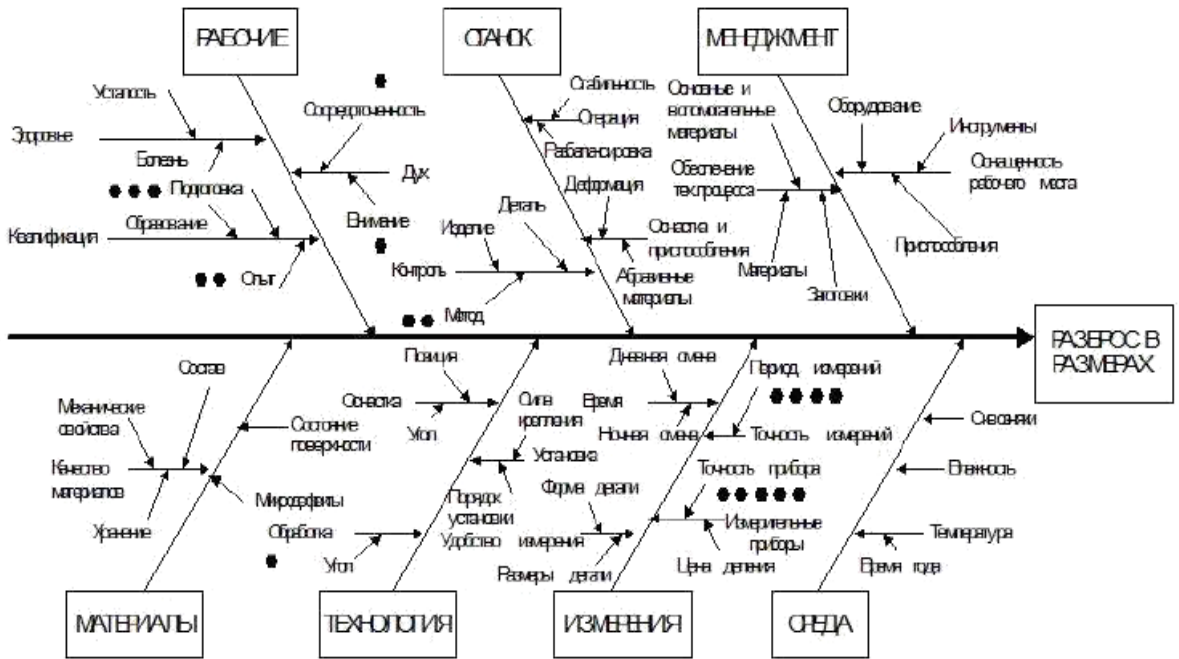 РАБОЧИЕ
СТАНОК
МЕНЕДЖМЕНТ
Усталость
Здоровье
Болезнь
Подготовка
Образование
Квалификация
Опыт
Сосредоточенность
Дух
Внимание
Стабильность
Операция
Разбалансировка
Деформация
Оснастка и
приспособления
Абразивные
материалы
Деталь
Изделие
Контроль
Метод
Основные и
вспомогательные
материалы
Обеспечение
техпроцесса
Материалы
Заготовки
Оборудование
Инструменты
Оснащенность
рабочего места
Приспособления
РАЗБРОС В
РАЗМЕРАХ
Состав
Механические
свойства
Качество
материалов
Хранение
Состояние
поверхности
Микродефиты
Позиция
Оснастка
Угол
Сила
крепления
Установка
Порядок
установки
Обработка
Угол
Дневная смена
Время
Ночная смена
Период измерений
Точность измерений
Точность прибора
Форма детали
Удобство измерения
Размеры детали
Измерительные
приборы
Цена деления
Сквозняки
Влажность
Температура
Время года
МАТЕРИАЛЫ
ТЕХНОЛОГИЯ
ИЗМЕРЕНИЯ
СРЕДА